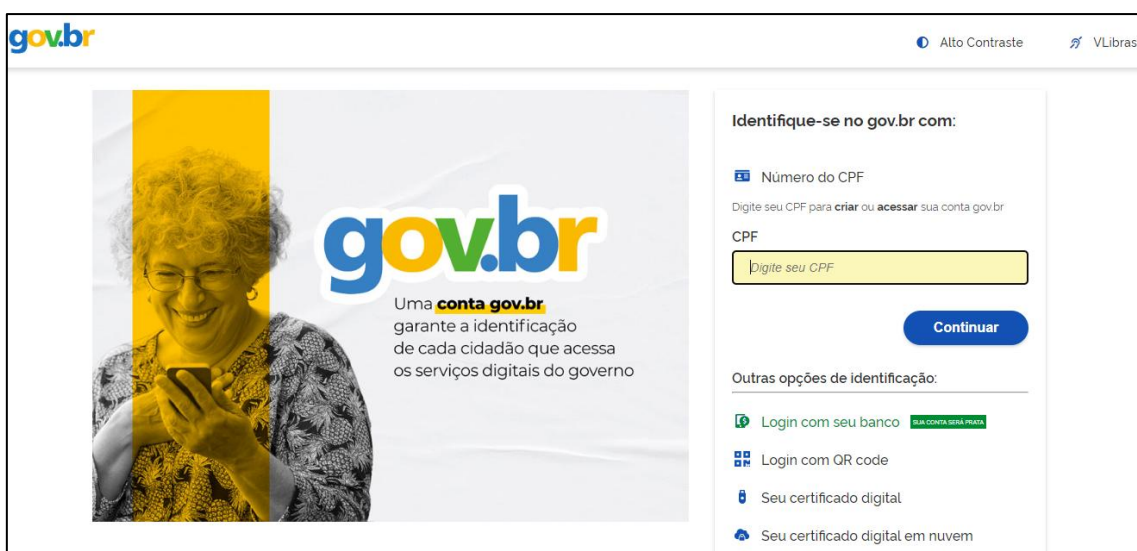 gov.br
Alto Contraste
VLibras
gov.br
Uma conta gov.br
garante a identificação
de cada cidadão que acessa
os serviços digitais do governo
Identifique-se no gov.br com:
Número do CPF
Digite seu CPF para criar ou acessar sua conta gov.br
CPF
Digite seu CPF
Continuar
Outras opções de identificação:
Login com seu banco SUA CONTA SERÁ PRATA
Login com QR code
Seu certificado digital
Seu certificado digital em nuvem